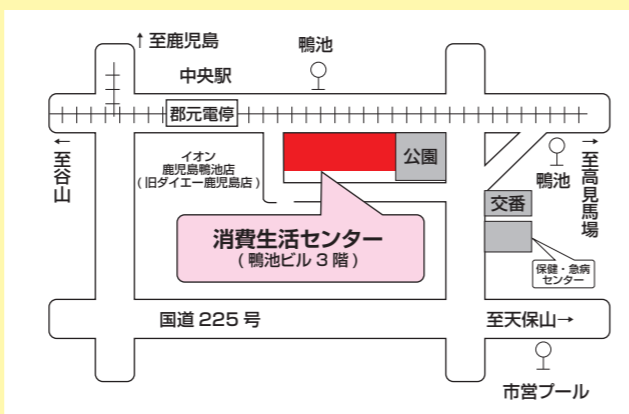 ↑至鹿児島
中央駅
鴨池
郡元電停
←至谷山
イオン
鹿児島鴨池店
(旧ダイエー鹿児島店)
公園
鴨池
→至高見馬場
交番
消費生活センター
(鴨池ビル3階)
保健・急病
センター
国道225号
至天保山→
市営プール